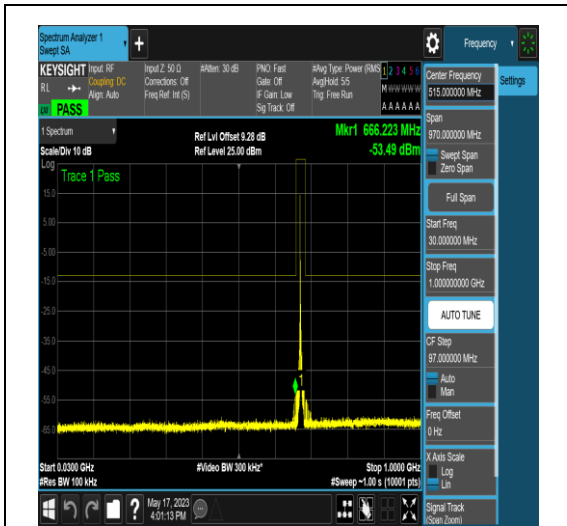 Spectrum Analyzer 1
Swept SA
+
Frequency
KEYSIGHT
RL
PASS
Input: RF
Coupling: DC
Align: Auto
Input Z: 50 Ω
Corrections: Off
Freq Ref: Int (S)
#Atten: 30 dB
PNO: Fast
Gate: Off
IF Gain: Low
Sig Track: Off
#Avg Type: Power (RMS
Avg|Hold: 5/5
Trig: Free Run
1 2 3 4 5 6
M W W W W W
A A A A A A
1 Spectrum
Scale/Div 10 dB
Ref Lvl Offset 9.28 dB
Ref Level 25.00 dBm
Mkr1 666.223 MHz
-53.49 dBm
Log
Trace 1 Pass
15.0
5.00
-5.00
-15.0
-25.0
-35.0
-45.0
-55.0
-65.0
Start 0.0300 GHz
#Res BW 100 kHz
#Video BW 300 kHz*
Stop 1.0000 GHz
#Sweep ~1.00 s (10001 pts)
May 17, 2023
4:01:13 PM
Center Frequency
515.000000 MHz
Settings
Span
970.000000 MHz
Swept Span
Zero Span
Full Span
Start Freq
30.000000 MHz
Stop Freq
1.000000000 GHz
AUTO TUNE
CF Step
97.000000 MHz
Auto
Man
Freq Offset
0 Hz
X Axis Scale
Log
Lin
Signal Track
(Span Zoom)